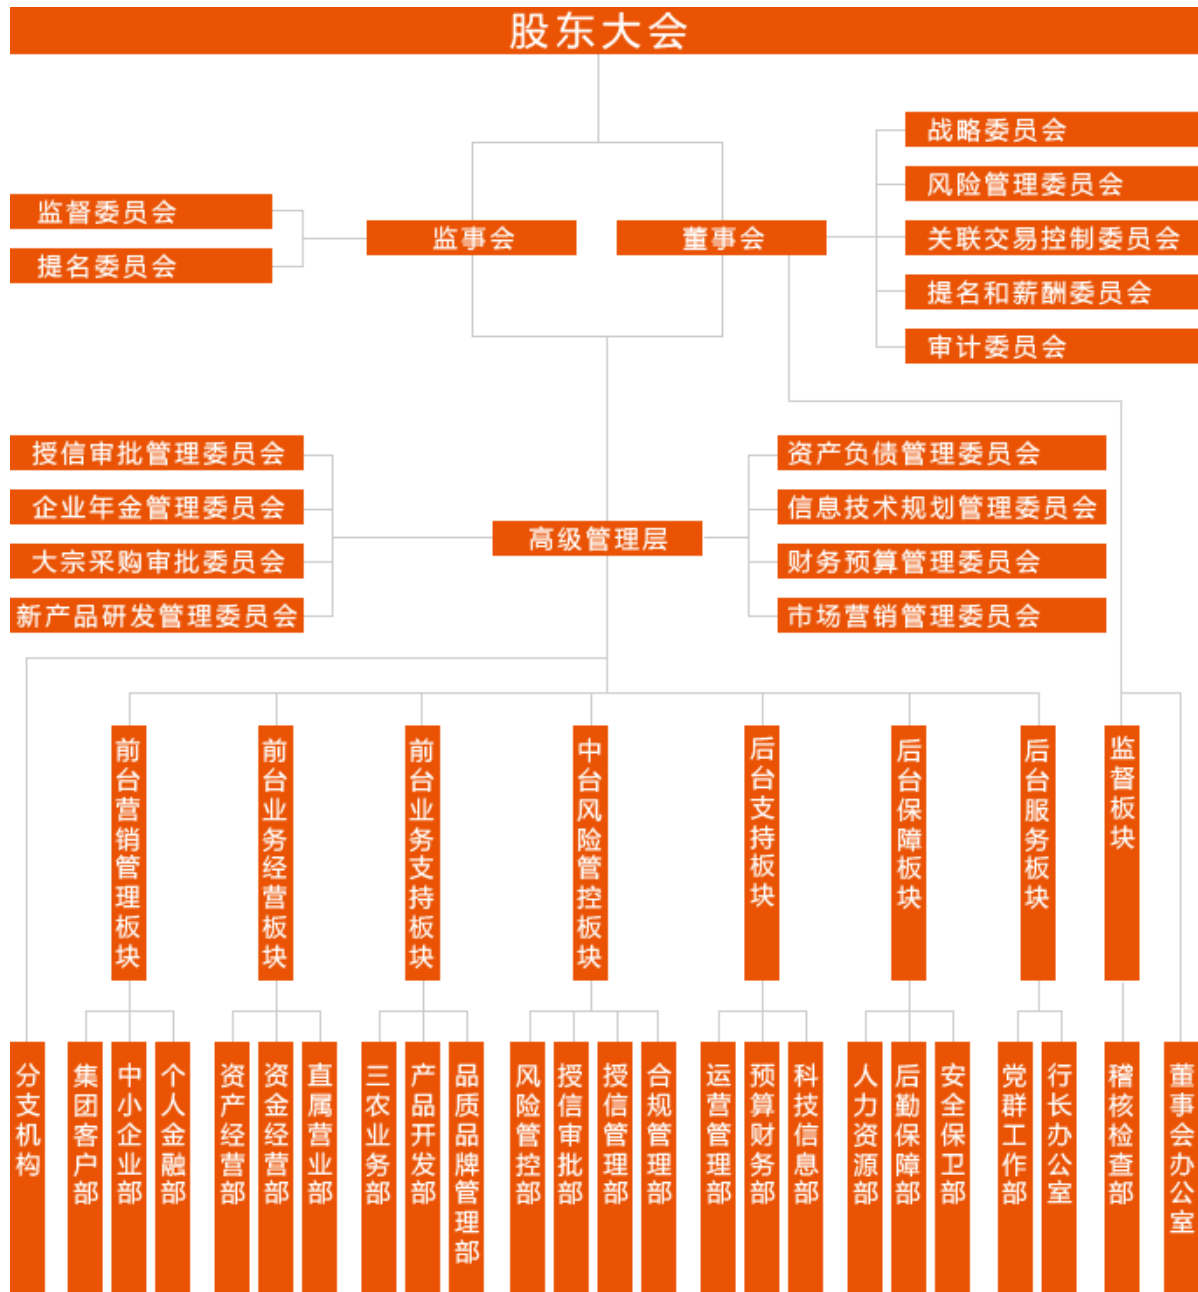 股东大会
战略委员会
风险管理委员会
监督委员会
监事会
董事会
关联交易控制委员会
提名委员会
提名和薪酬委员会
审计委员会
授信审批管理委员会
资产负债管理委员会
企业年金管理委员会
信息技术规划管理委员会
高级管理层
大宗采购审批委员会
财务预算管理委员会
新产品研发管理委员会
市场营销管理委员会
前台营销管理板块
前台业务经营板块
前台业务支持板块
中台风险管控板块
后台支持板块
后台保障板块
后台服务板块
监督板块
分支机构
集团客户部
中小企业部
个人金融部
资产经营部
资金经营部
直属营业部
三农业务部
产品开发部
品质品牌管理部
风险管控部
授信审批部
授信管理部
合规管理部
运营管理部
预算财务部
科技信息部
人力资源部
后勤保障部
安全保卫部
党群工作部
行长办公室
稽核检查部
董事会办公室